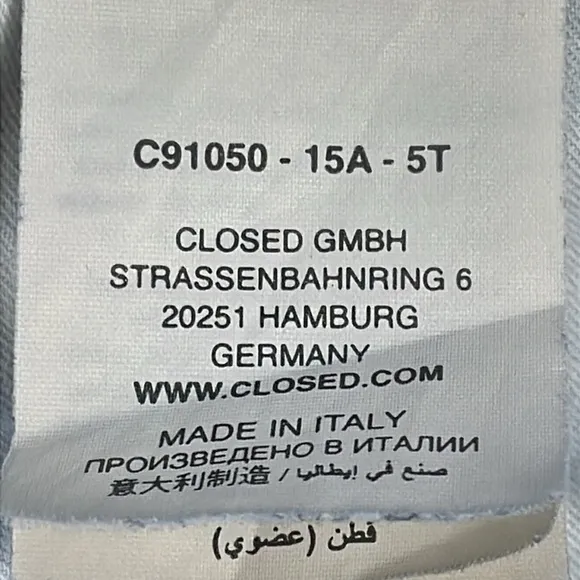 C91050 - 15A - 5T
CLOSED GMBH
STRASSENBAHNRING 6
20251 HAMBURG
GERMANY
WWW.CLOSED.COM
MADE IN ITALY
ПРОИЗВЕДЕНО В ИТАЛИИ
意大利制造 / صنع في إيطاليا
قطن (عضوي)